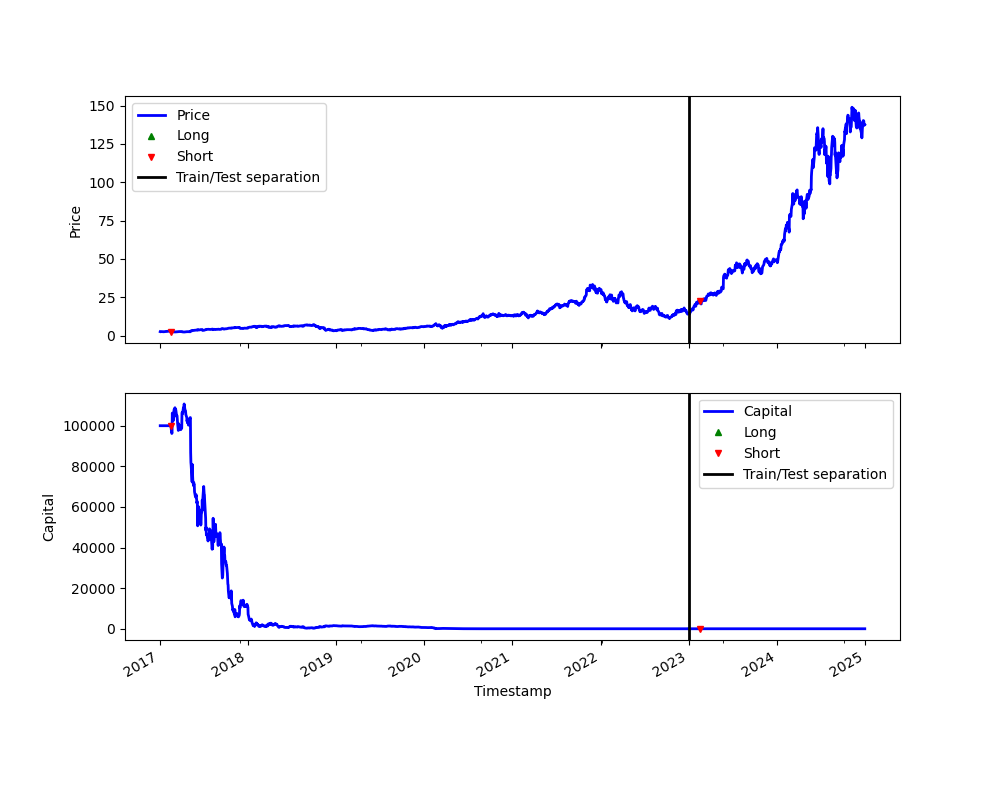 150
125
100
75
50
25
0
Price
Price
Long
Short
Train/Test separation
100000
80000
60000
40000
20000
0
Capital
Capital
Long
Short
Train/Test separation
2017
2018
2019
2020
2021
2022
2023
2024
2025
Timestamp